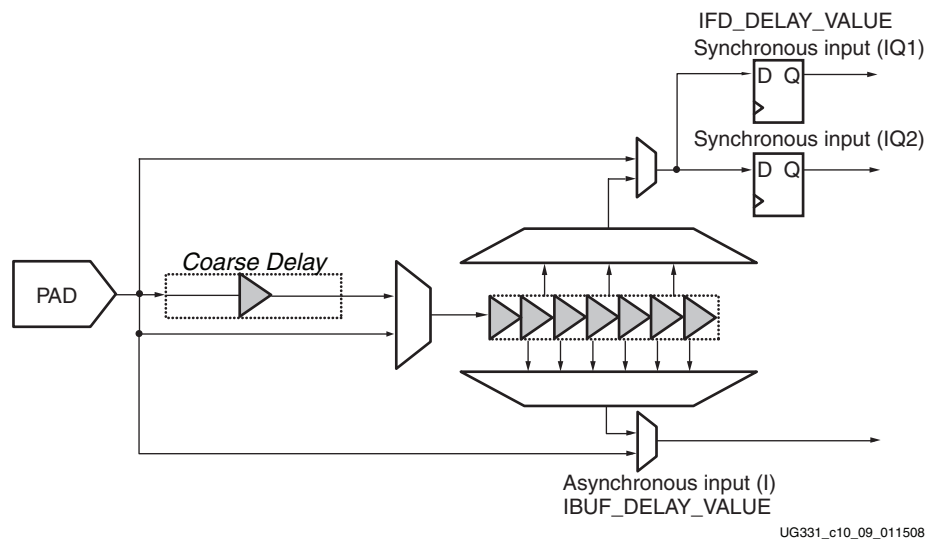 IFD_DELAY_VALUE
Synchronous input (IQ1)
D Q
Synchronous input (IQ2)
D Q
Coarse Delay
PAD
Asynchronous input (I)
IBUF_DELAY_VALUE
UG331_c10_09_011508